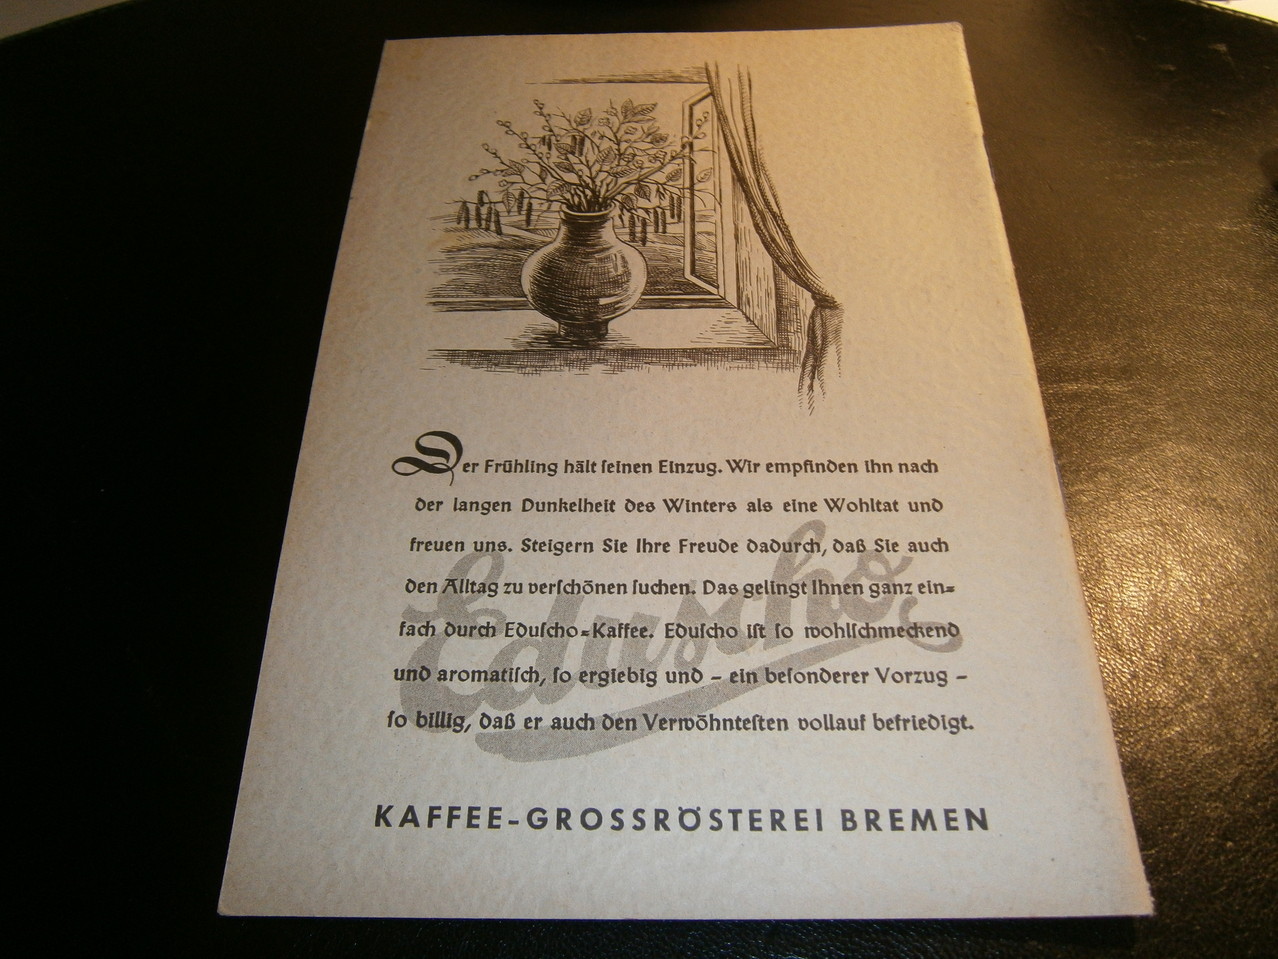 Der Frühling hält ſeinen Einzug. Wir empfinden ihn nach
der langen Dunkelheit des Winters als eine Wohltat und
freuen uns. Steigern Sie Ihre Freude dadurch, daß Sie auch
den Alltag zu verſchönen ſuchen. Das gelingt Ihnen ganz ein=
fach durch Eduſcho=Kaffee. Eduſcho iſt ſo wohlſchmeckend
und aromatiſch, ſo ergiebig und – ein beſonderer Vorzug –
ſo billig, daß er auch den Verwöhnteſten vollauf befriedigt.
Eduscho
KAFFEE-GROSSRÖSTEREI BREMEN